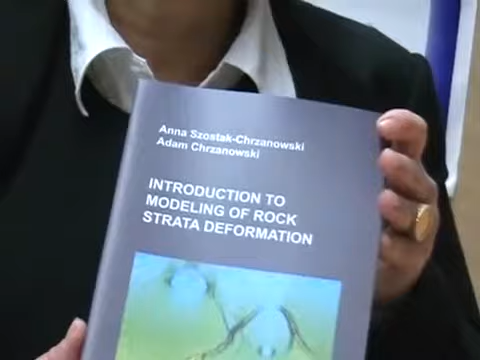 Anna Szostak-Chrzanowski
Adam Chrzanowski
INTRODUCTION TO
MODELING OF ROCK
STRATA DEFORMATION